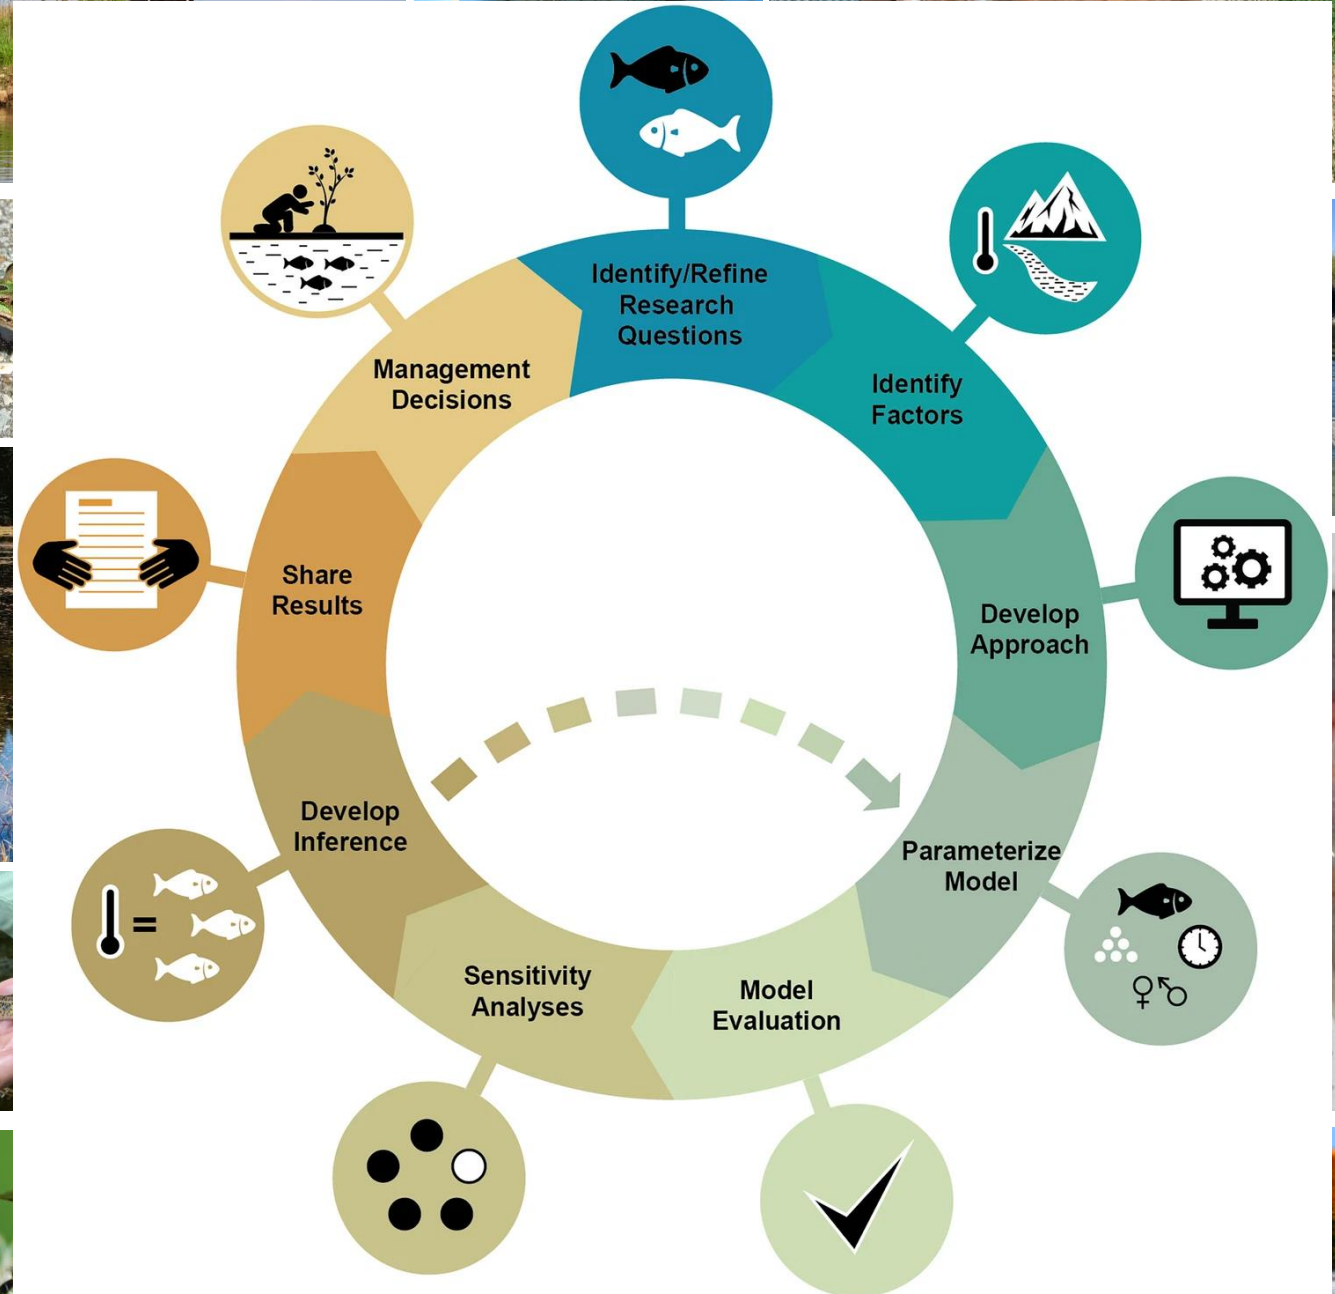 Identify/Refine
Research
Questions
Identify
Factors
Develop
Approach
Parameterize
Model
Model
Evaluation
Sensitivity
Analyses
Develop
Inference
Share
Results
Management
Decisions
=